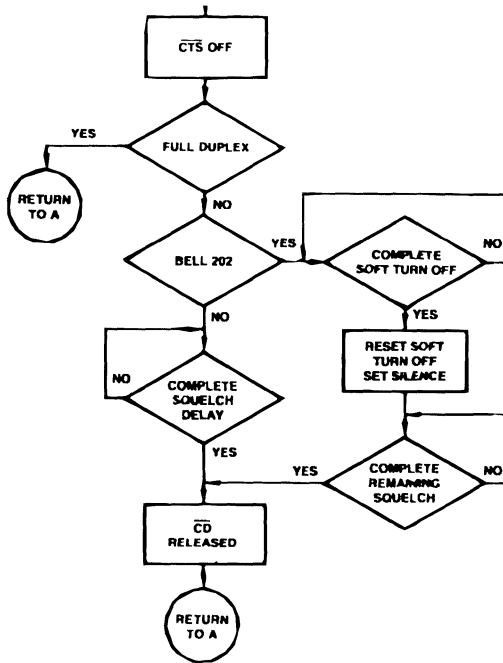 CTS OFF
YES
FULL DUPLEX
RETURN
TO A
NO
BELL 202
YES
COMPLETE
SOFT TURN OFF
NO
NO
YES
RESET SOFT
TURN OFF
SET SILENCE
NO
COMPLETE
SQUELCH
DELAY
YES
YES
COMPLETE
REMAINING
SQUELCH
NO
CD
RELEASED
RETURN
TO A